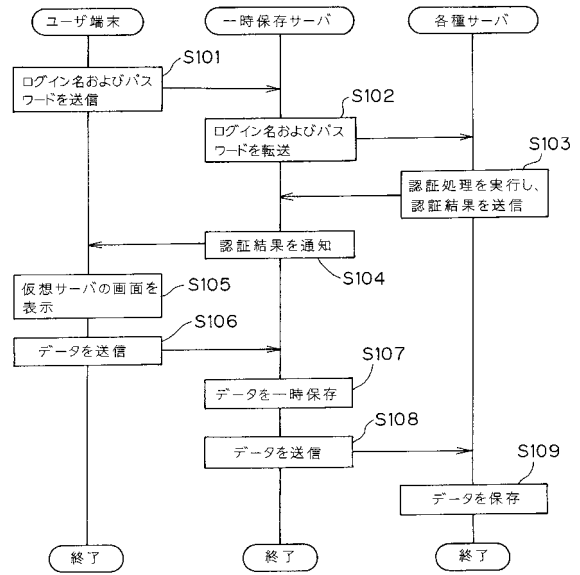 ユーザ端末
一時保存サーバ
各種サーバ
S101
ログイン名およびパス
ワードを送信
S102
ログイン名およびパス
ワードを転送
S103
認証処理を実行し、
認証結果を送信
認証結果を通知
S104
仮想サーバの画面を
表示
S105
S106
データを送信
S107
データを一時保存
S108
データを送信
S109
データを保存
終了
終了
終了